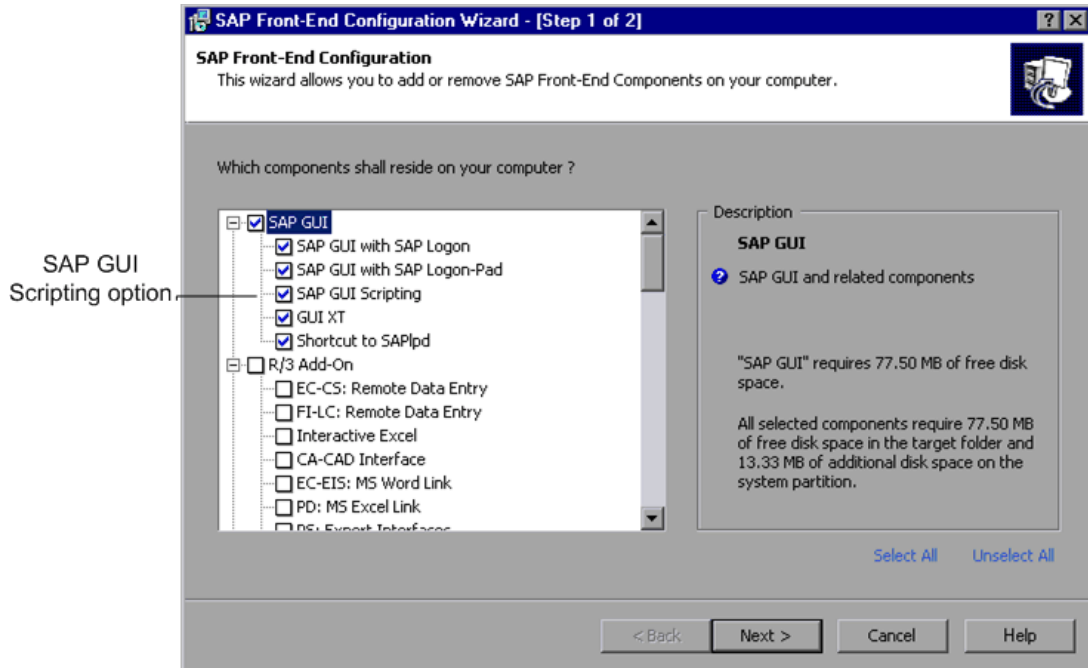 SAP Front-End Configuration Wizard - [Step 1 of 2]
SAP Front-End Configuration
This wizard allows you to add or remove SAP Front-End Components on your computer.
Which components shall reside on your computer ?
SAP GUI
SAP GUI with SAP Logon
SAP GUI with SAP Logon-Pad
SAP GUI Scripting
GUI XT
Shortcut to SAPlpd
R/3 Add-On
EC-CS: Remote Data Entry
FI-LC: Remote Data Entry
Interactive Excel
CA-CAD Interface
EC-EIS: MS Word Link
PD: MS Excel Link
PS: Export Interfaces
SAP GUI
Scripting option
Description
SAP GUI
SAP GUI and related components
"SAP GUI" requires 77.50 MB of free disk
space.
All selected components require 77.50 MB
of free disk space in the target folder and
13.33 MB of additional disk space on the
system partition.
Select All
Unselect All
< Back
Next >
Cancel
Help